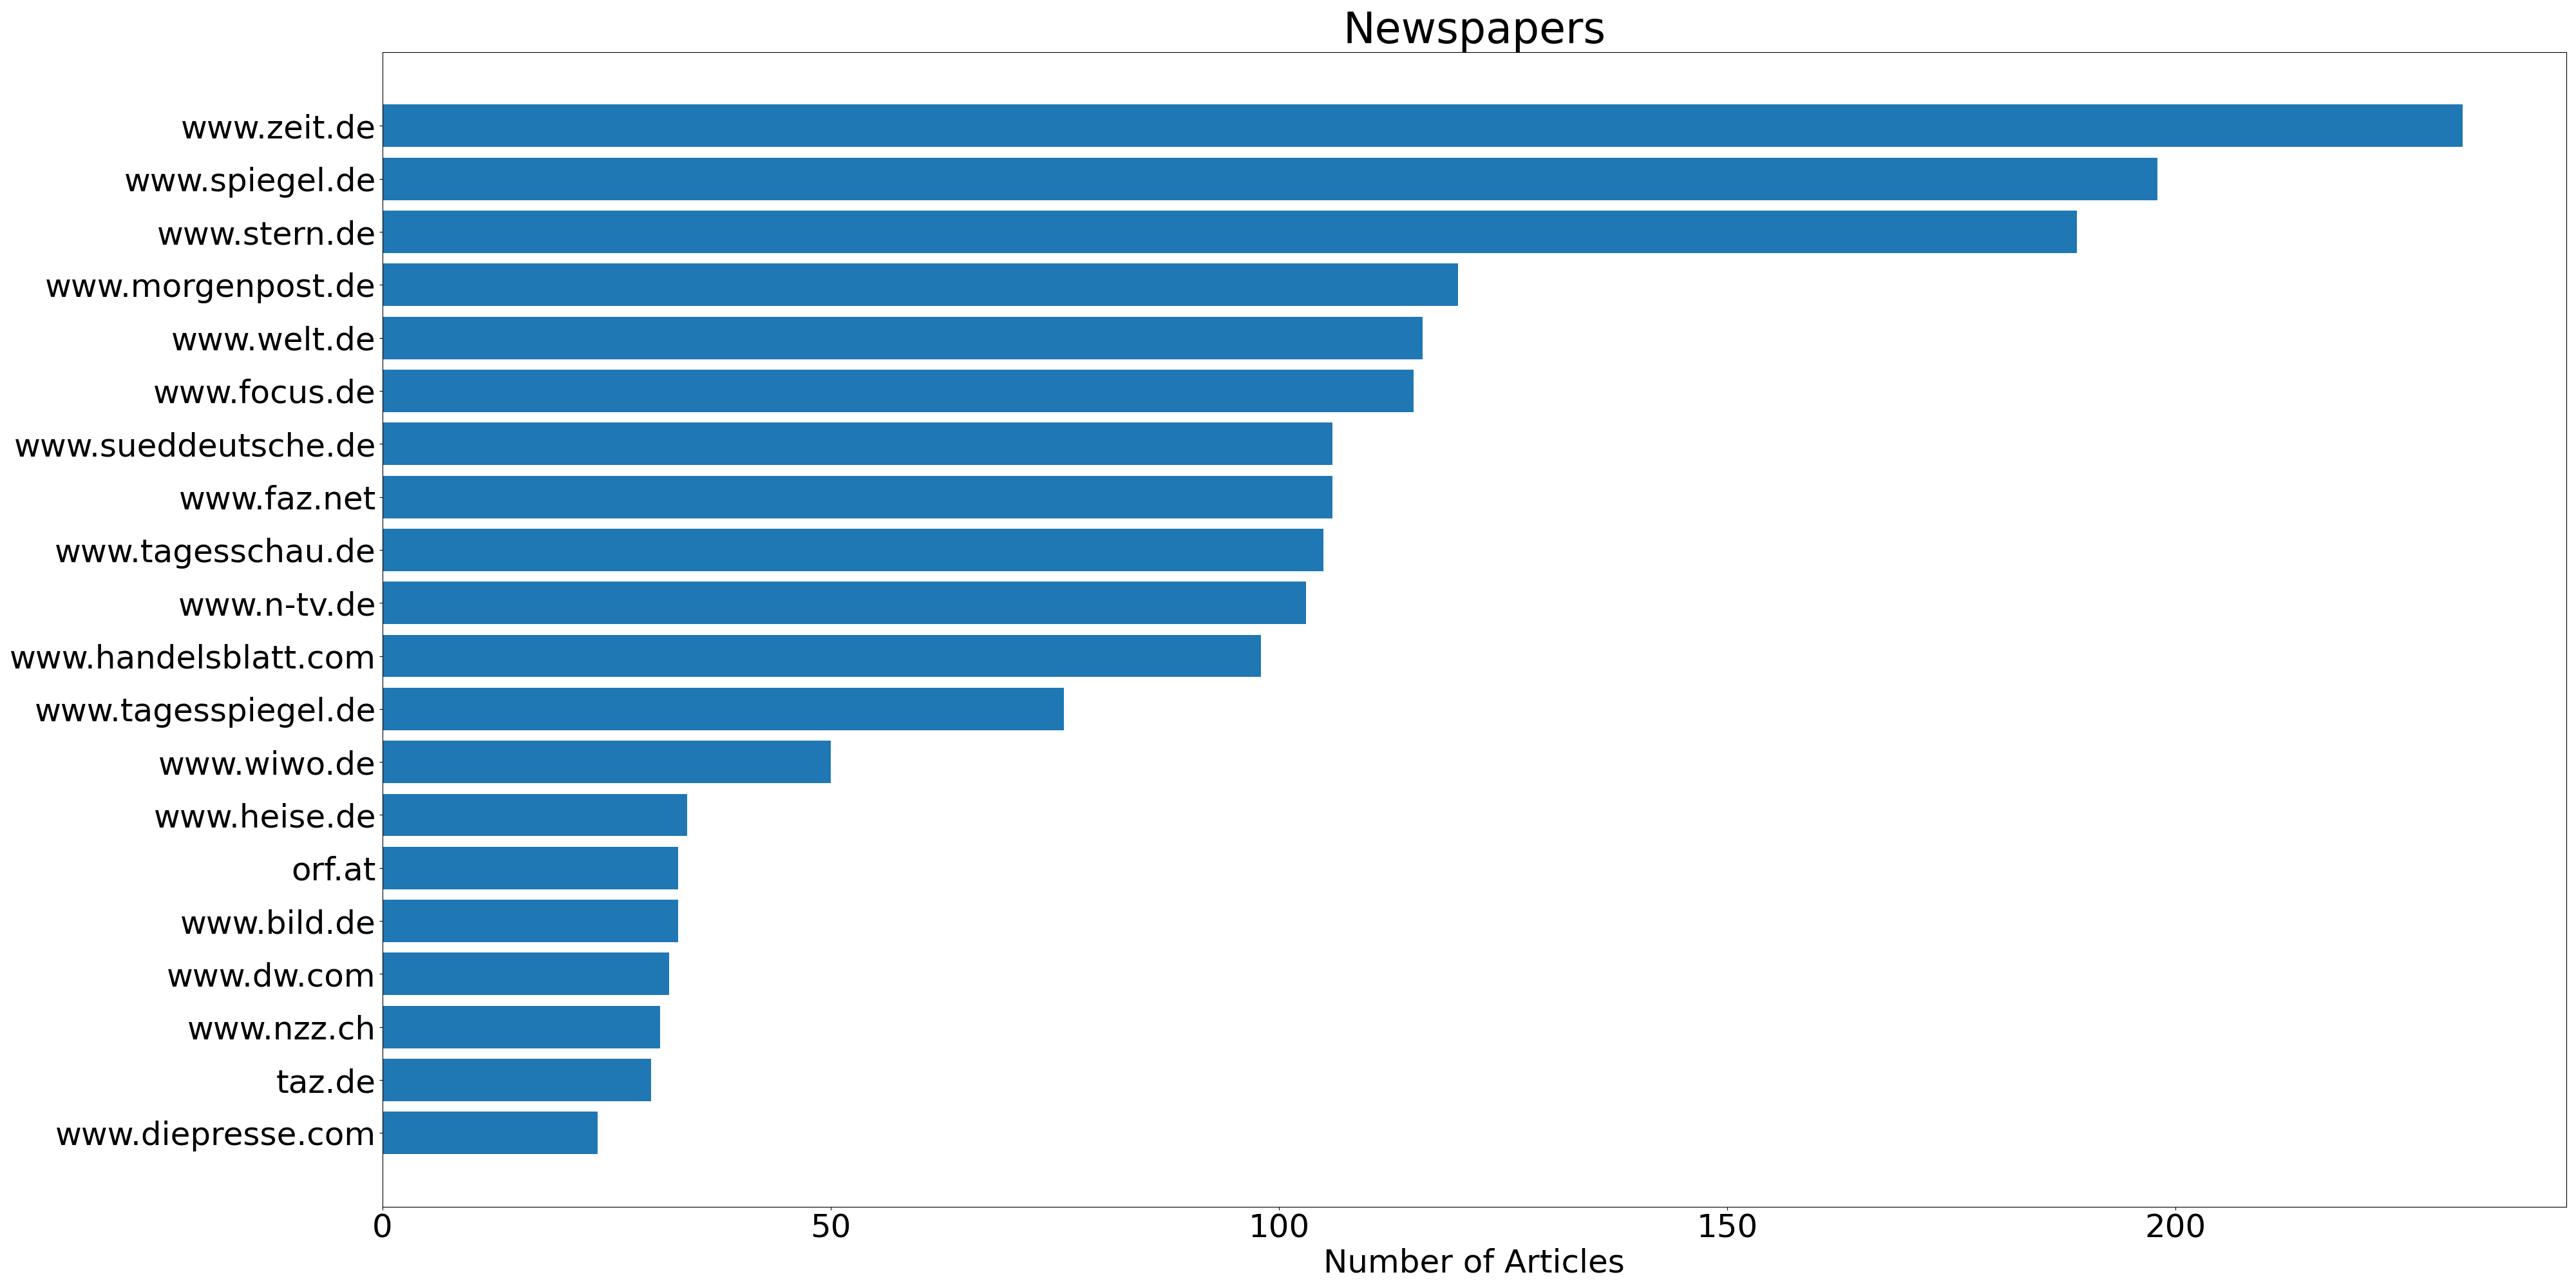 Newspapers
www.zeit.de
www.spiegel.de
www.stern.de
www.morgenpost.de
www.welt.de
www.focus.de
www.sueddeutsche.de
www.faz.net
www.tagesschau.de
www.n-tv.de
www.handelsblatt.com
www.tagesspiegel.de
www.wiwo.de
www.heise.de
orf.at
www.bild.de
www.dw.com
www.nzz.ch
taz.de
www.diepresse.com
0 50 100 150 200
Number of Articles